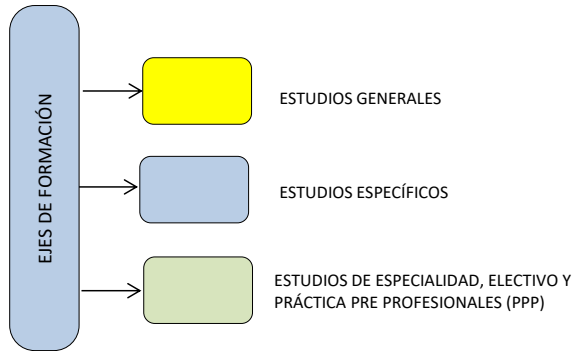 EJES DE FORMACIÓN
ESTUDIOS GENERALES
ESTUDIOS ESPECÍFICOS
ESTUDIOS DE ESPECIALIDAD, ELECTIVO Y
PRÁCTICA PRE PROFESIONALES (PPP)